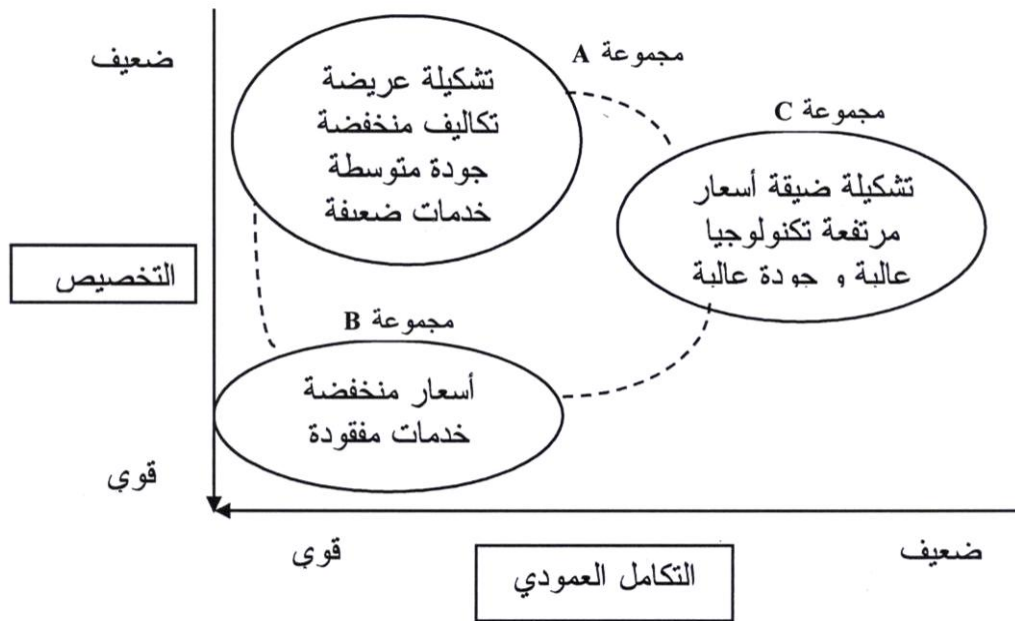 مجموعة A
ضعيف
تشكيلة عريضة
تكاليف منخفضة
جودة متوسطة
خدمات ضعيفة
مجموعة C
تشكيلة ضيقة أسعار
مرتفعة تكنولوجيا
عالية و جودة عالية
التخصيص
مجموعة B
أسعار منخفضة
خدمات مفقودة
قوي
قوي
ضعيف
التكامل العمودي